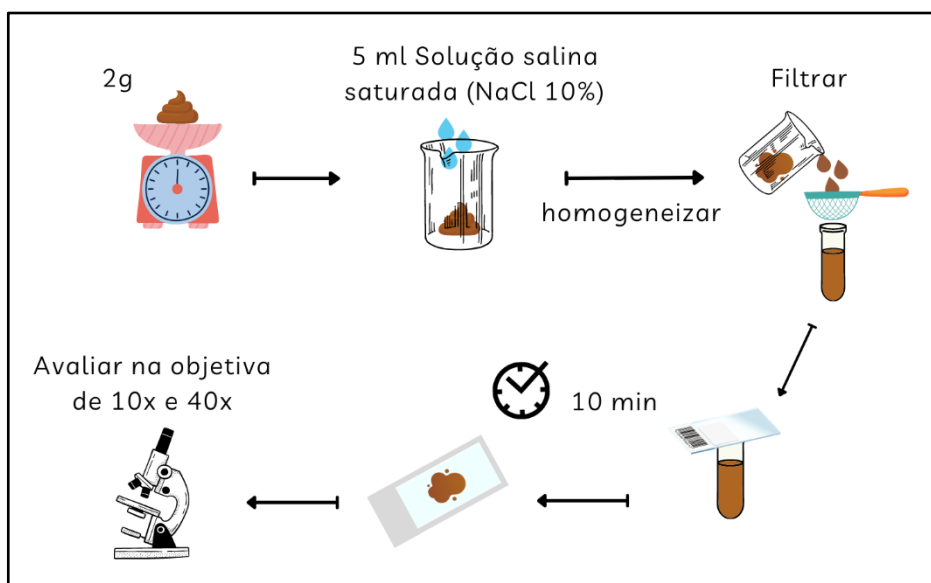 2g
5 ml Solução salina
saturada (NaCl 10%)
Filtrar
homogeneizar
10 min
Avaliar na objetiva
de 10x e 40x